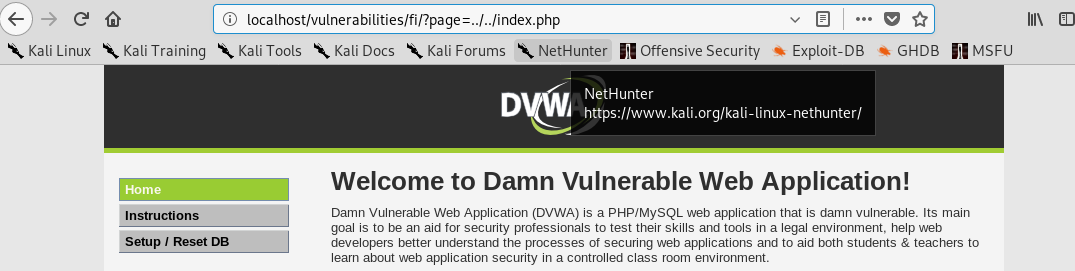 localhost/vulnerabilities/fi/?page=../../index.php
Kali Linux Kali Training Kali Tools Kali Docs Kali Forums NetHunter Offensive Security Exploit-DB GHDB MSFU
DVWA
NetHunter
https://www.kali.org/kali-linux-nethunter/
Home
Instructions
Setup / Reset DB
Welcome to Damn Vulnerable Web Application!
Damn Vulnerable Web Application (DVWA) is a PHP/MySQL web application that is damn vulnerable. Its main
goal is to be an aid for security professionals to test their skills and tools in a legal environment, help web
developers better understand the processes of securing web applications and to aid both students & teachers to
learn about web application security in a controlled class room environment.